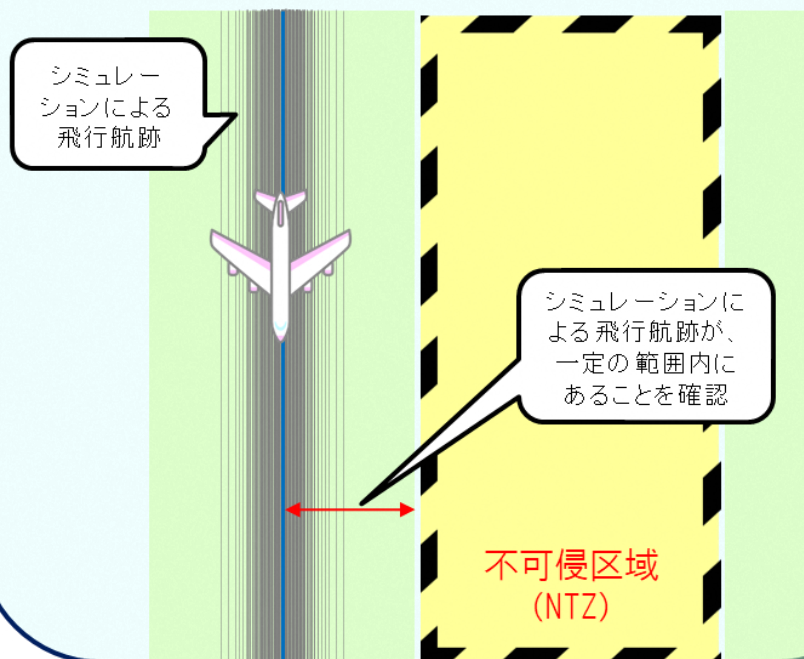 シミュレー
ションによる
飛行航跡
シミュレーションに
よる飛行航跡が、
一定の範囲内に
あることを確認
不可侵区域
(NTZ)